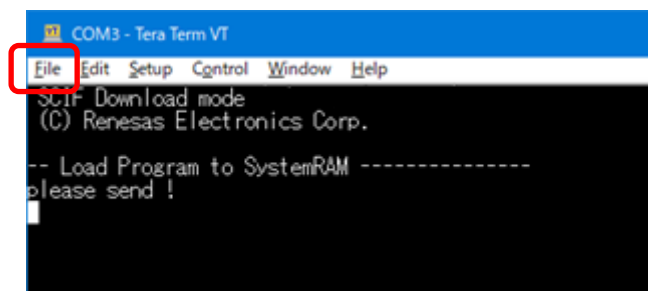 COM3 - Tera Term VT
File Edit Setup Control Window Help
SCIF Download mode
(C) Renesas Electronics Corp.
-- Load Program to SystemRAM ---------------
please send !